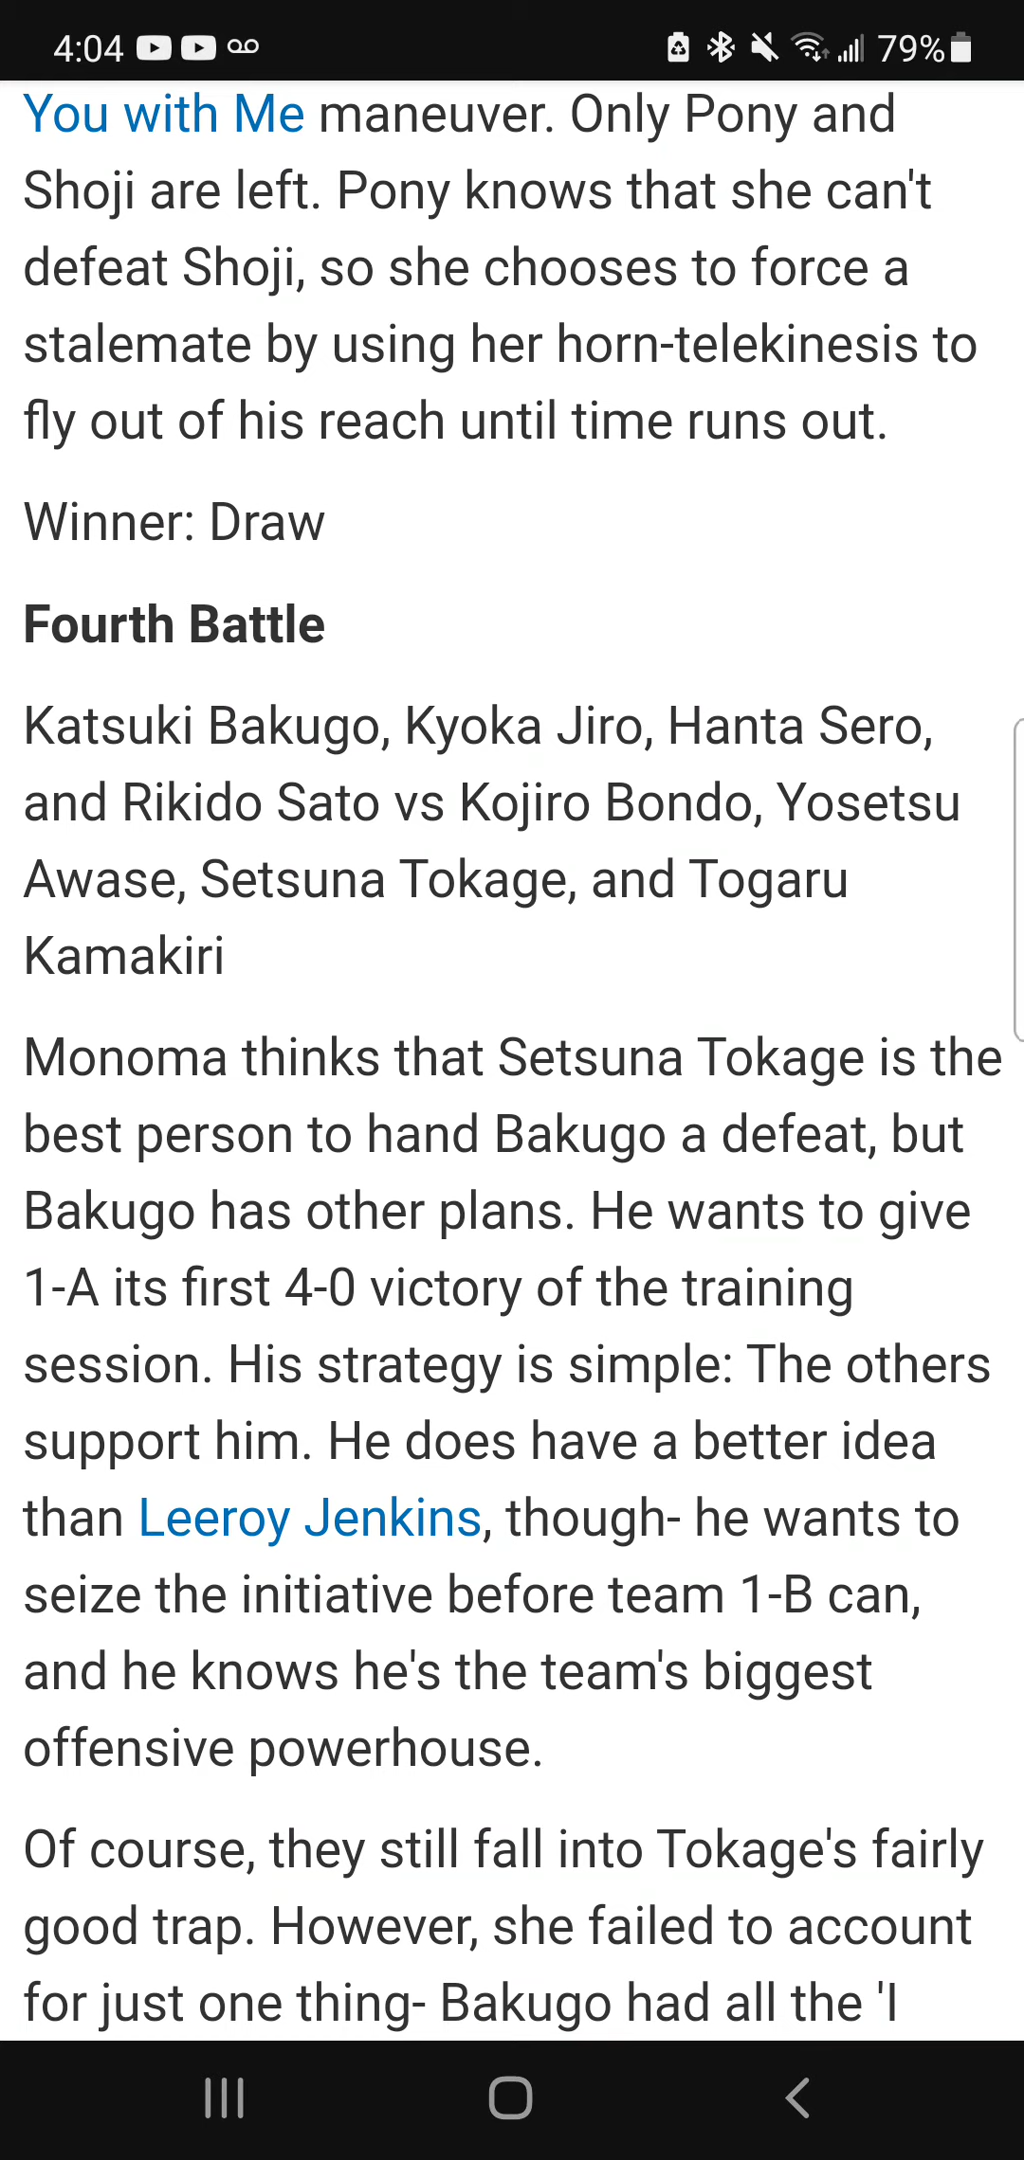 4:04
79%
You with Me maneuver. Only Pony and
Shoji are left. Pony knows that she can't
defeat Shoji, so she chooses to force a
stalemate by using her horn-telekinesis to
fly out of his reach until time runs out.
Winner: Draw
Fourth Battle
Katsuki Bakugo, Kyoka Jiro, Hanta Sero,
and Rikido Sato vs Kojiro Bondo, Yosetsu
Awase, Setsuna Tokage, and Togaru
Kamakiri
Monoma thinks that Setsuna Tokage is the
best person to hand Bakugo a defeat, but
Bakugo has other plans. He wants to give
1-A its first 4-0 victory of the training
session. His strategy is simple: The others
support him. He does have a better idea
than Leeroy Jenkins, though- he wants to
seize the initiative before team 1-B can,
and he knows he's the team's biggest
offensive powerhouse.
Of course, they still fall into Tokage's fairly
good trap. However, she failed to account
for just one thing- Bakugo had all the 'I